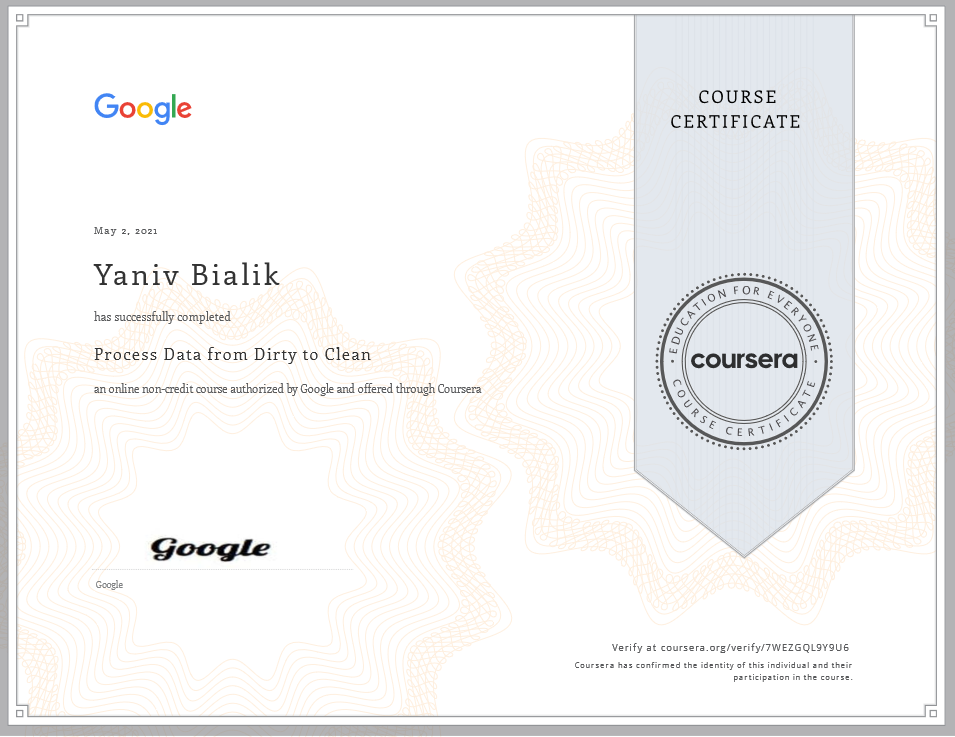 Google
COURSE
CERTIFICATE
May 2, 2021
Yaniv Bialik
has successfully completed
Process Data from Dirty to Clean
an online non-credit course authorized by Google and offered through Coursera
EDUCATION FOR EVERYONE
coursera
COURSE CERTIFICATE
Google
Google
Verify at coursera.org/verify/7WEZGQL9Y9U6
Coursera has confirmed the identity of this individual and their
participation in the course.